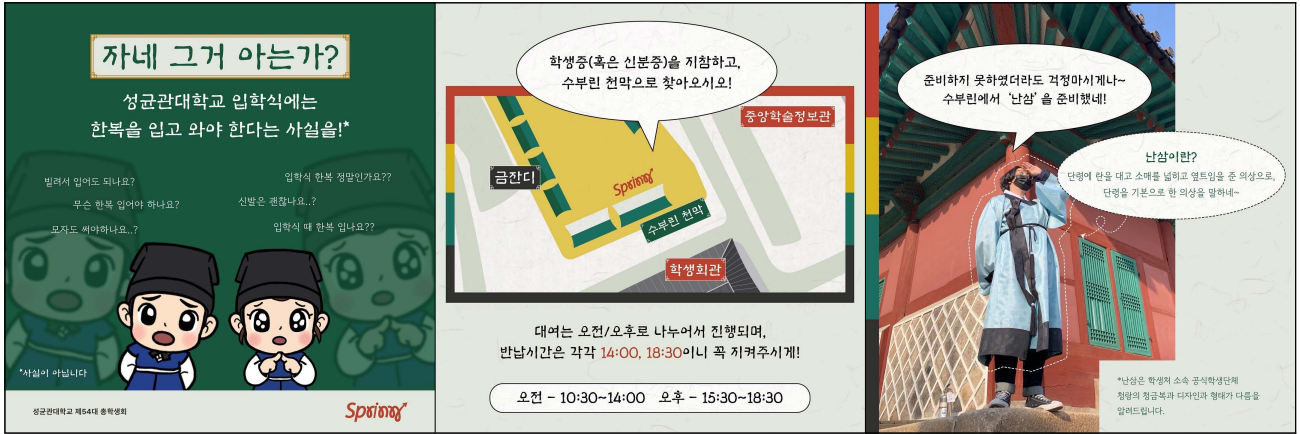 자네 그거 아는가?
성균관대학교 입학식에는
한복을 입고 와야 한다는 사실을!*
빌려서 입어도 되나요?
무슨 한복 입어야 하나요?
모자도 써야하나요..?
입학식 한복 정말인가요??
신발은 괜찮나요..?
입학식 때 한복 입나요??
*사실이 아닙니다
성균관대학교 제54대 총학생회
Spring
학생증(혹은 신분증)을 지참하고,
수부린 천막으로 찾아오시오!
중앙학술정보관
금잔디
Spring
수부린 천막
학생회관
대여는 오전/오후로 나누어서 진행되며,
반납시간은 각각 14:00, 18:30이니 꼭 지켜주시게!
오전 - 10:30~14:00 오후 - 15:30~18:30
준비하지 못하였더라도 걱정마시게나~
수부린에서 ‘난삼’을 준비했네!
난삼이란?
단령에 란을 대고 소매를 넓히고 옆트임을 준 의상으로,
단령을 기본으로 한 의상을 말하네~
*난삼은 학생처 소속 공식학생단체
청랑의 청금복과 디자인과 형태가 다름을
알려드립니다.